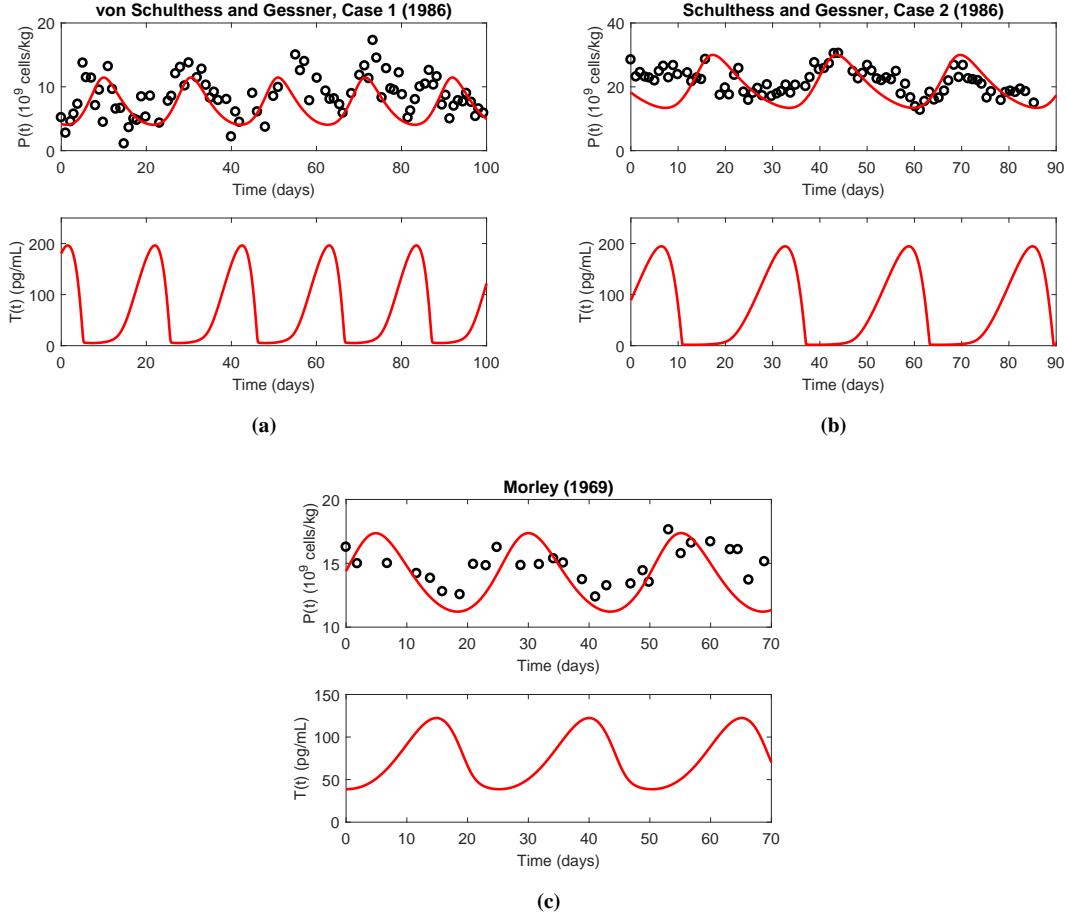 von Schulthess and Gessner, Case 1 (1986)
P(t) (10⁹ cells/kg)
20
10
0
0 20 40 60 80 100
Time (days)
T(t) (pg/mL)
200
100
0
0 20 40 60 80 100
Time (days)
(a)
Schulthess and Gessner, Case 2 (1986)
P(t) (10⁹ cells/kg)
40
20
0
0 10 20 30 40 50 60 70 80 90
Time (days)
T(t) (pg/mL)
200
100
0
0 10 20 30 40 50 60 70 80 90
Time (days)
(b)
Morley (1969)
P(t) (10⁹ cells/kg)
20
15
10
0 10 20 30 40 50 60 70
Time (days)
T(t) (pg/mL)
150
100
50
0
0 10 20 30 40 50 60 70
Time (days)
(c)